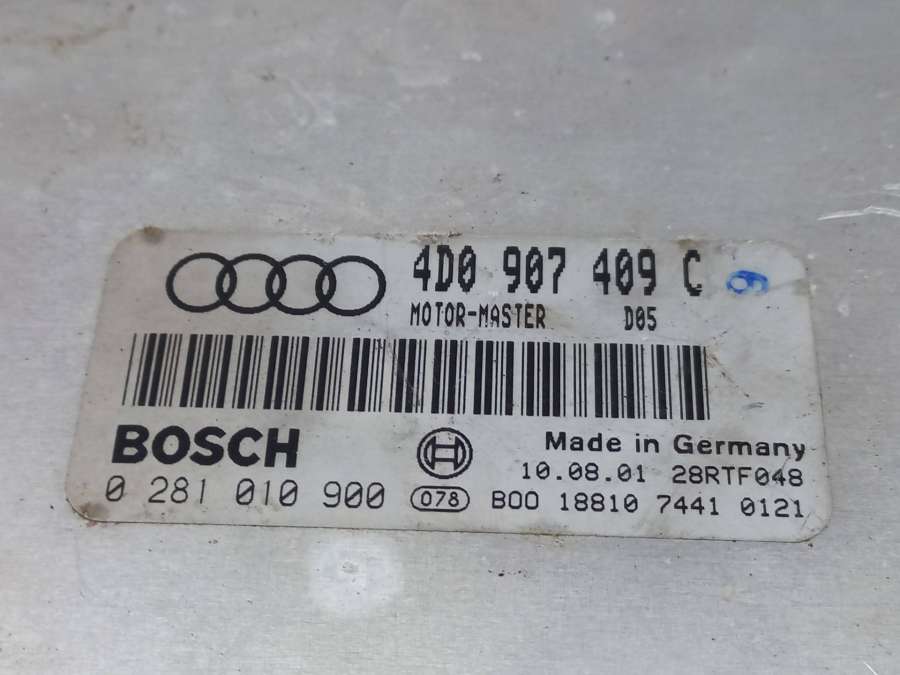 4D0 907 409 C 6
MOTOR-MASTER D05
BOSCH
Made in Germany
10.08.01 28RTF048
0 281 010 900 078 B00 18810 7441 0121